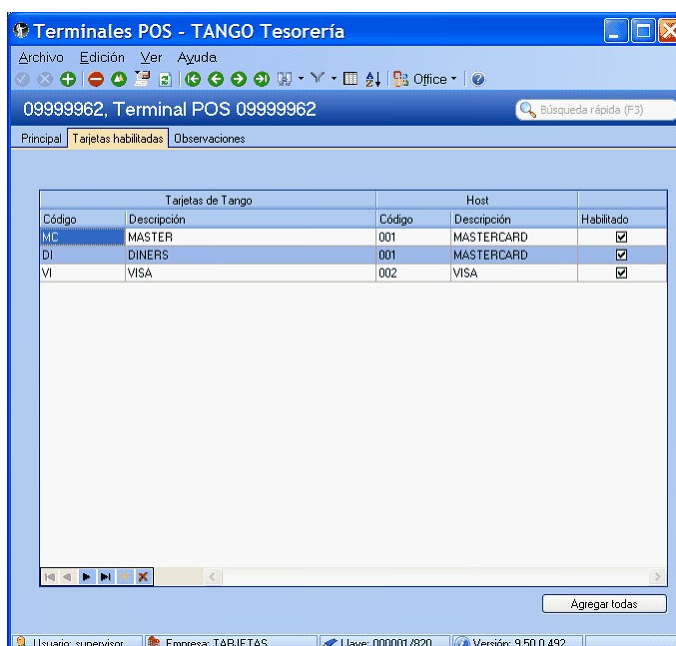 Terminales POS - TANGO Tesorería
Archivo Edición Ver Ayuda
Office
09999962, Terminal POS 09999962
Búsqueda rápida (F3)
Principal Tarjetas habilitadas Observaciones
Tarjetas de Tango Host
Código Descripción Código Descripción Habilitado
MC MASTER 001 MASTERCARD
DI DINERS 001 MASTERCARD
VI VISA 002 VISA
Agregar todas
Usuario: supervisor Empresa: TARJETAS Llave: 000001/820 Versión: 9.50.0.492